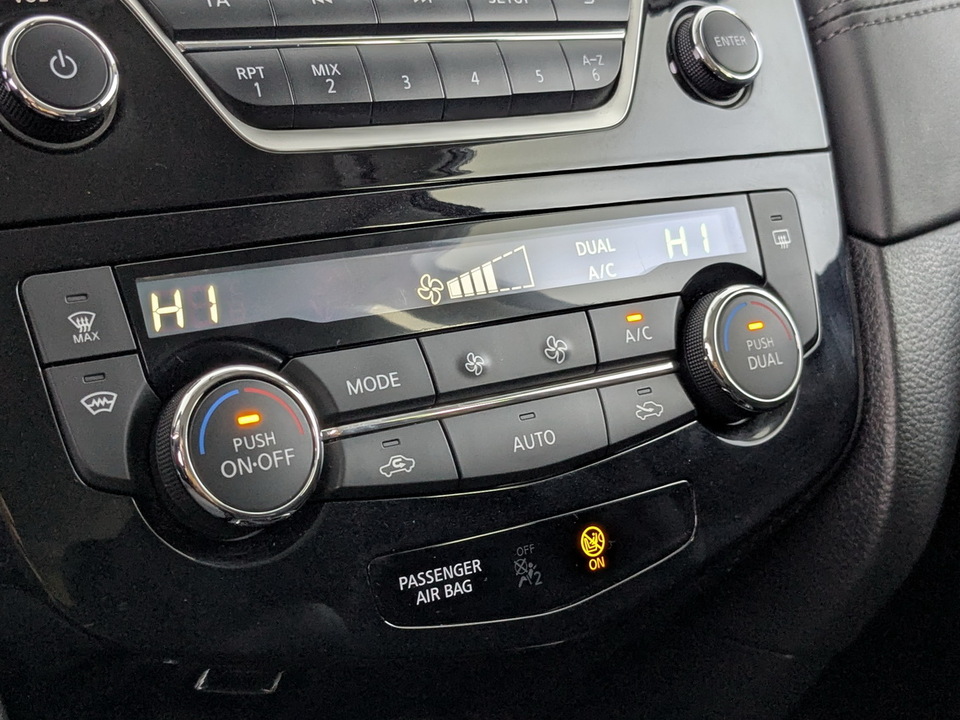 RPT
1
MIX
2
3
4
5
A-Z
6
ENTER
HI
DUAL
A/C
HI
MAX
MODE
A/C
PUSH
DUAL
PUSH
ON•OFF
AUTO
PASSENGER
AIR BAG
OFF
2
ON